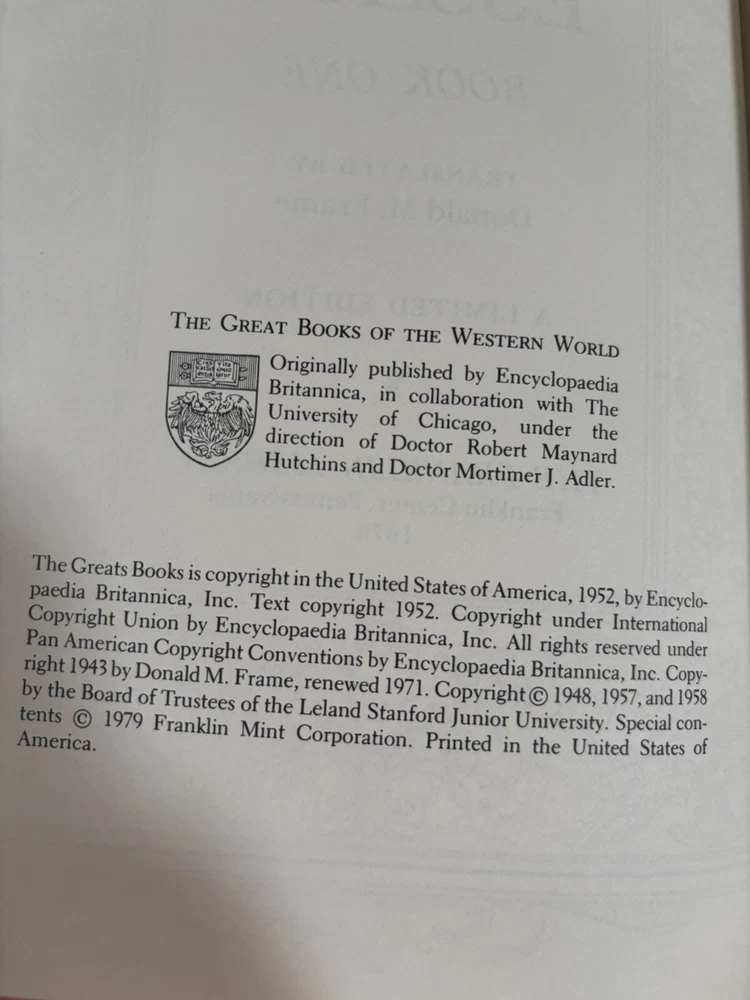 THE GREAT BOOKS OF THE WESTERN WORLD
Originally published by Encyclopaedia
Britannica, in collaboration with The
University of Chicago, under the
direction of Doctor Robert Maynard
Hutchins and Doctor Mortimer J. Adler.
The Greats Books is copyright in the United States of America, 1952, by Encyclo-
paedia Britannica, Inc. Text copyright 1952. Copyright under International
Copyright Union by Encyclopaedia Britannica, Inc. All rights reserved under
Pan American Copyright Conventions by Encyclopaedia Britannica, Inc. Copy-
right 1943 by Donald M. Frame, renewed 1971. Copyright © 1948, 1957, and 1958
by the Board of Trustees of the Leland Stanford Junior University. Special con-
tents © 1979 Franklin Mint Corporation. Printed in the United States of
America.